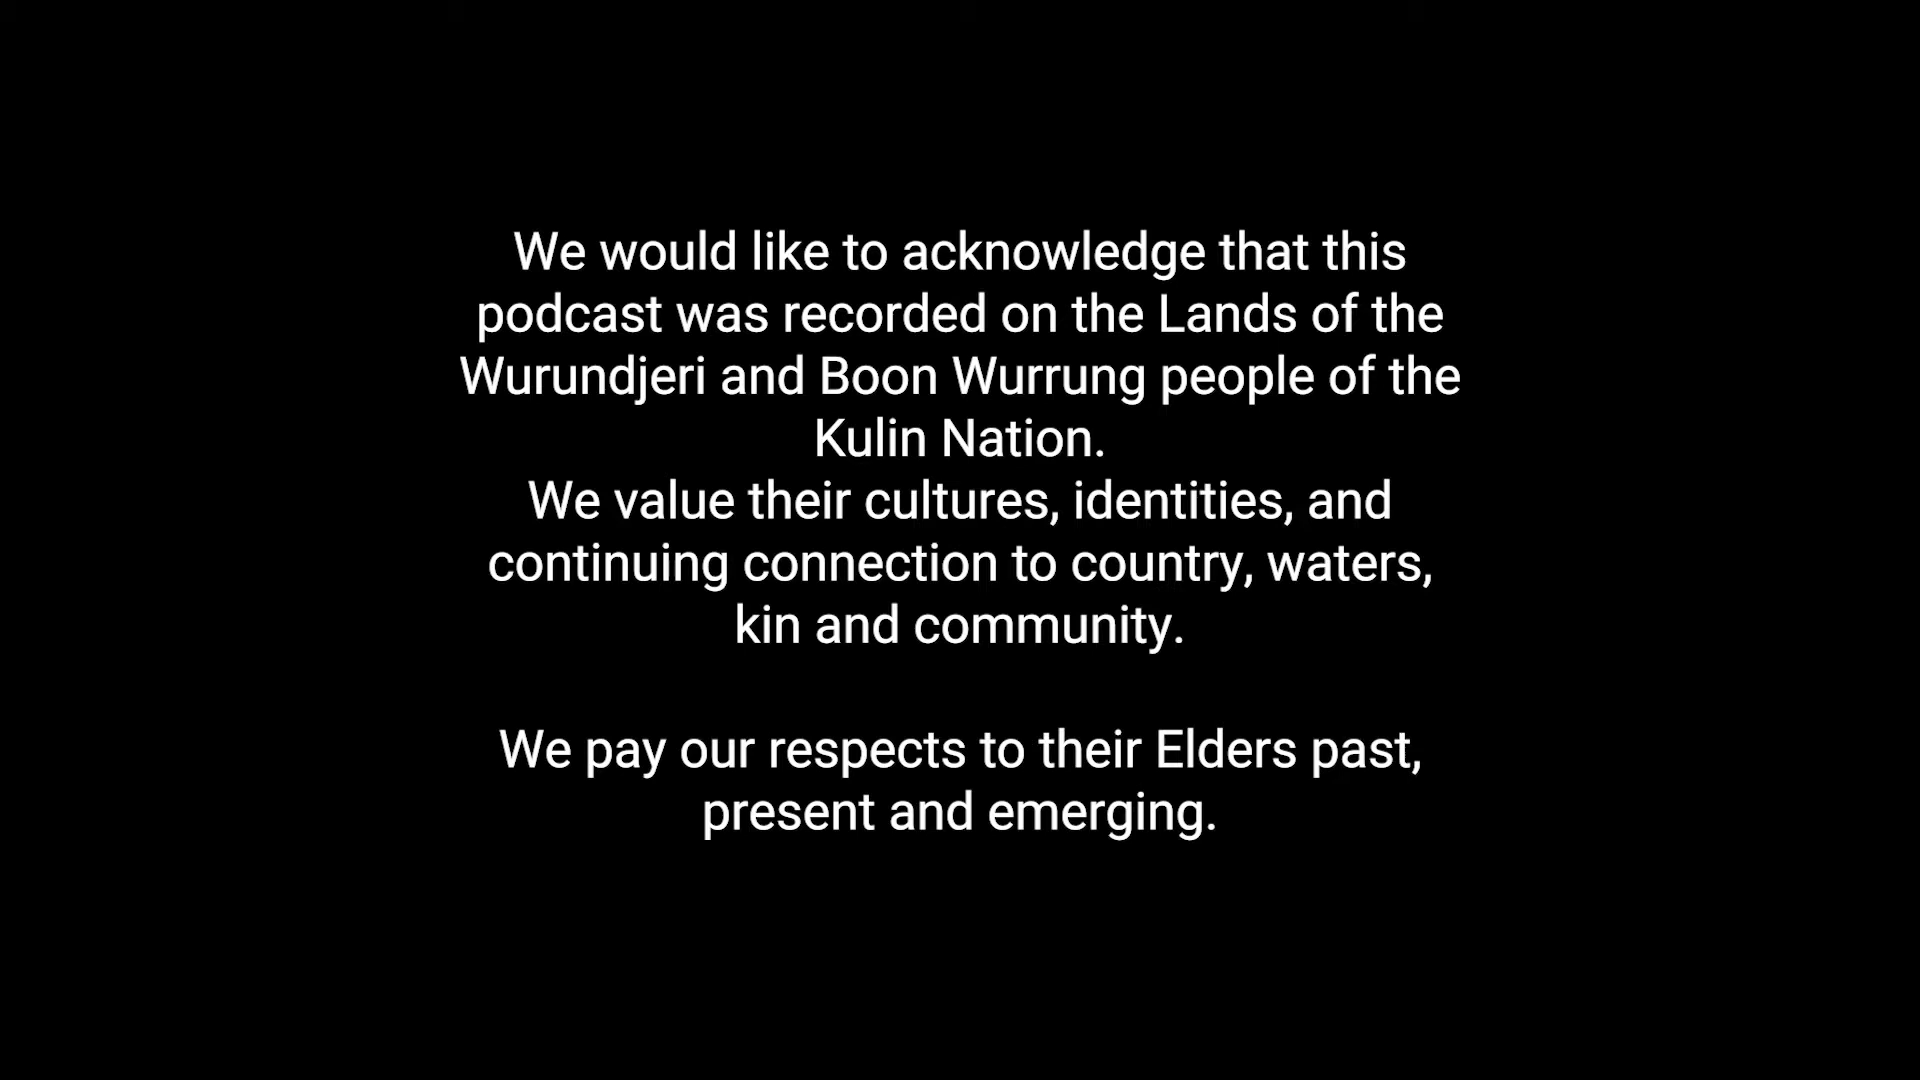 We would like to acknowledge that this
podcast was recorded on the Lands of the
Wurundjeri and Boon Wurrung people of the
Kulin Nation.
We value their cultures, identities, and
continuing connection to country, waters,
kin and community.
We pay our respects to their Elders past,
present and emerging.